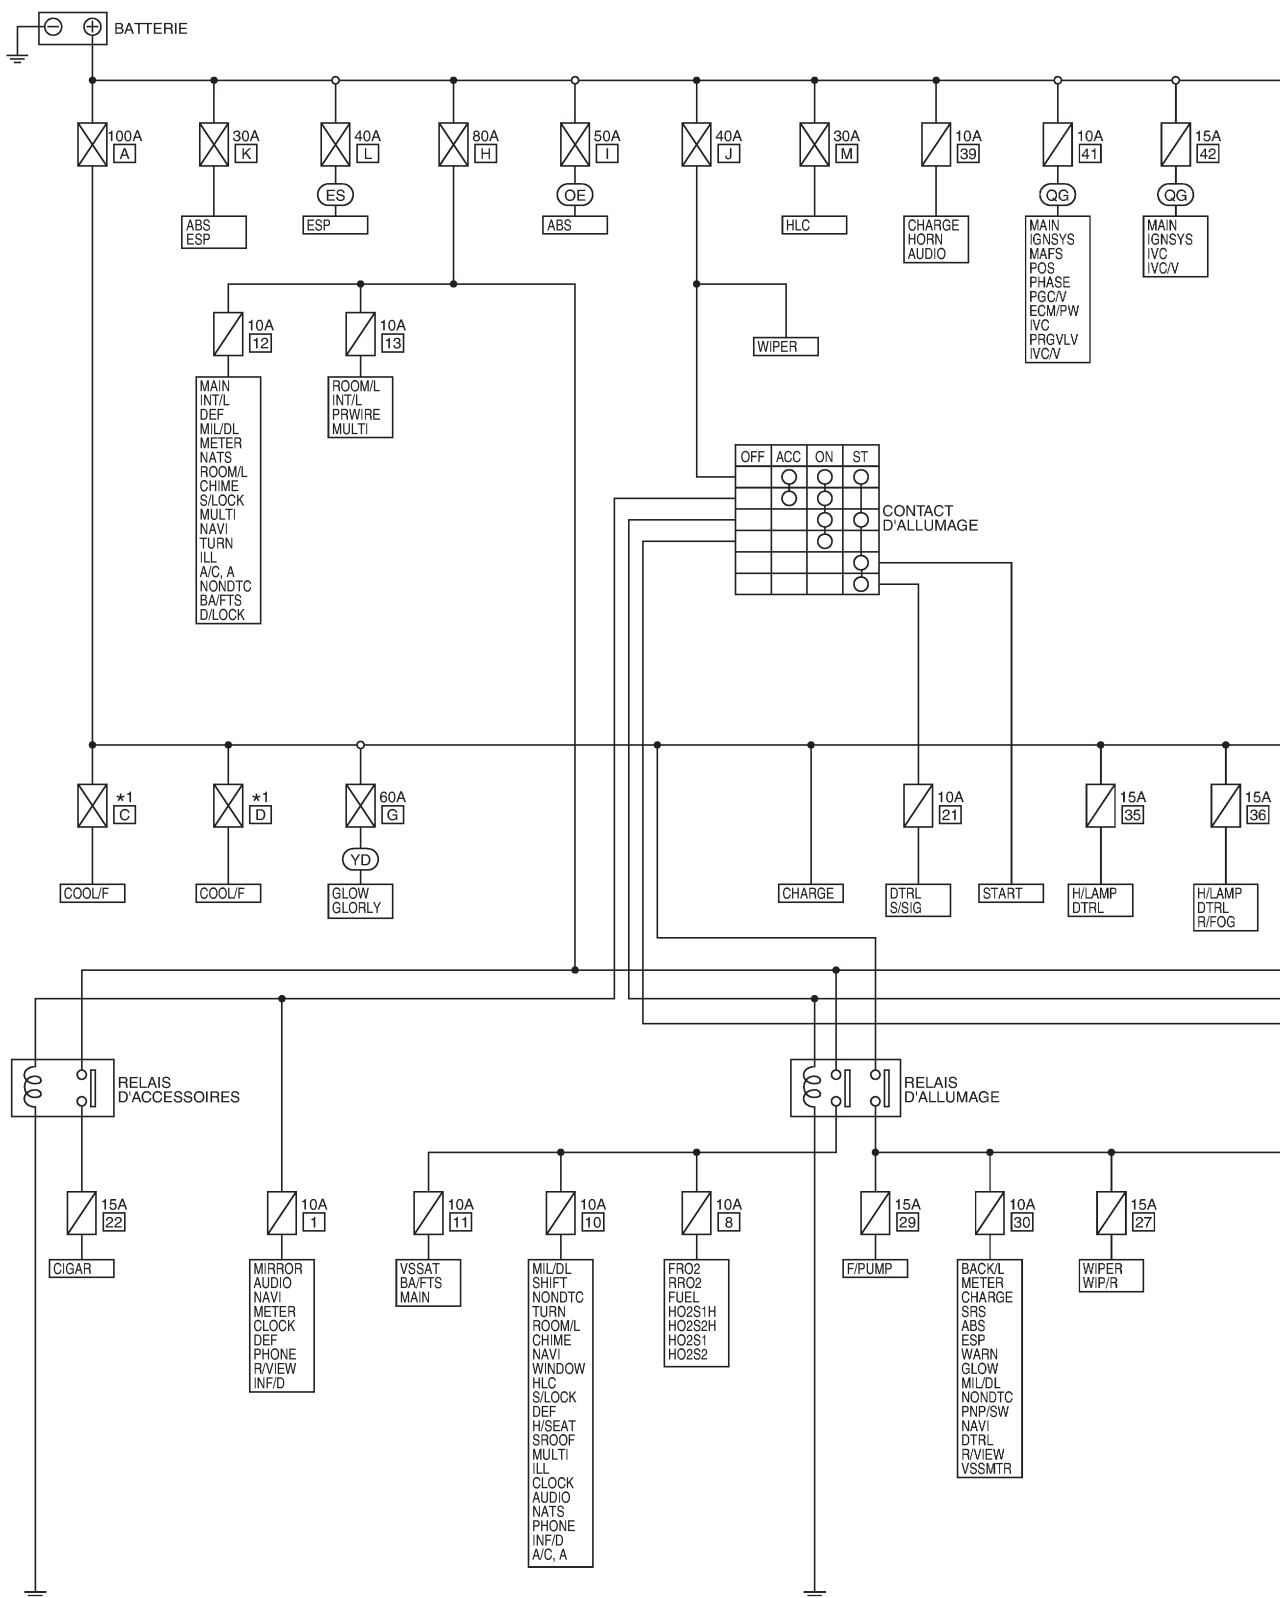 BATTERIE
100A
A
30A
K
40A
L
80A
H
50A
I
40A
J
30A
M
10A
39
10A
41
15A
42
ES
OE
QG
QG
ABS
ESP
ESP
ABS
HLC
CHARGE
HORN
AUDIO
MAIN
IGNSYS
MAFS
POS
PHASE
PGC/V
ECM/PW
IVC
PRGVLV
IVC/V
MAIN
IGNSYS
IVC
IVC/V
10A
12
10A
13
WIPER
MAIN
INT/L
DEF
MIL/DL
METER
NATS
ROOM/L
CHIME
S/LOCK
MULTI
NAVI
TURN
ILL
A/C, A
NONDTC
BA/FTS
D/LOCK
ROOM/L
INT/L
PRWIRE
MULTI
OFF ACC ON ST
CONTACT
D'ALLUMAGE
*1
C
*1
D
60A
G
10A
21
15A
35
15A
36
YD
COOL/F
COOL/F
GLOW
GLORLY
CHARGE
DTRL
S/SIG
START
H/LAMP
DTRL
H/LAMP
DTRL
R/FOG
RELAIS
D'ACCESSOIRES
RELAIS
D'ALLUMAGE
15A
22
10A
1
10A
11
10A
10
10A
8
15A
29
10A
30
15A
27
CIGAR
MIRROR
AUDIO
NAVI
METER
CLOCK
DEF
PHONE
R/VIEW
INF/D
VSSAT
BA/FTS
MAIN
MIL/DL
SHIFT
NONDTC
TURN
ROOM/L
CHIME
NAVI
WINDOW
HLC
S/LOCK
DEF
H/SEAT
SROOF
MULTI
ILL
CLOCK
AUDIO
NATS
PHONE
INF/D
A/C, A
FRO2
RRO2
FUEL
HO2S1H
HO2S2H
HO2S1
HO2S2
F/PUMP
BACK/L
METER
CHARGE
SRS
ABS
ESP
WARN
GLOW
MIL/DL
NONDTC
PNP/SW
NAVI
DTRL
R/VIEW
VSSMTR
WIPER
WIP/R